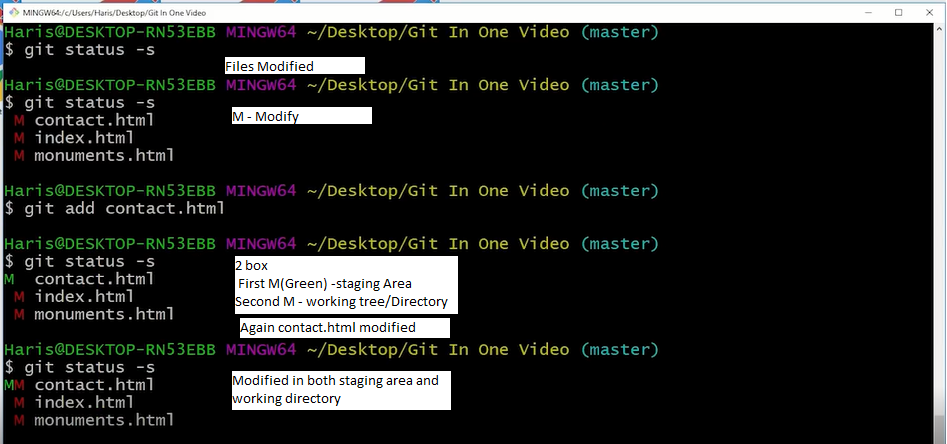 MINGW64:/c/Users/Haris/Desktop/Git In One Video
Haris@DESKTOP-RN53EBB MINGW64 ~/Desktop/Git In One Video (master)
$ git status -s
Files Modified
Haris@DESKTOP-RN53EBB MINGW64 ~/Desktop/Git In One Video (master)
$ git status -s
M contact.html
M - Modify
M index.html
M monuments.html
Haris@DESKTOP-RN53EBB MINGW64 ~/Desktop/Git In One Video (master)
$ git add contact.html
Haris@DESKTOP-RN53EBB MINGW64 ~/Desktop/Git In One Video (master)
$ git status -s
M  contact.html
M index.html
M monuments.html
2 box
First M(Green) -staging Area
Second M - working tree/Directory
Again contact.html modified
Haris@DESKTOP-RN53EBB MINGW64 ~/Desktop/Git In One Video (master)
$ git status -s
MM contact.html
M index.html
M monuments.html
Modified in both staging area and
working directory